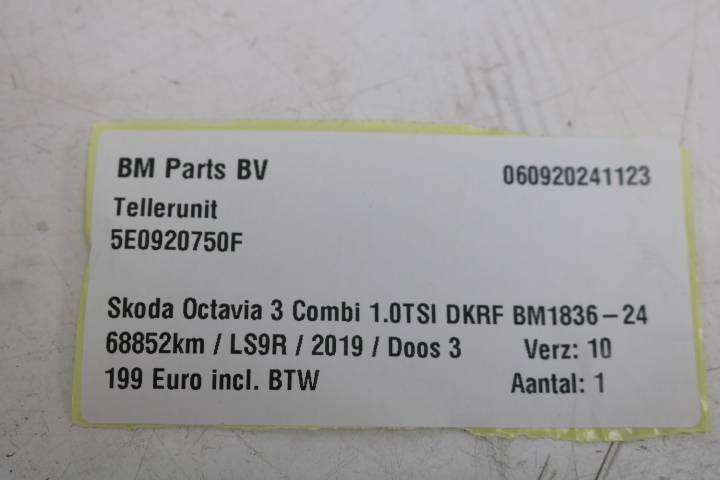 BM Parts BV 060920241123
Tellerunit
5E0920750F
Skoda Octavia 3 Combi 1.0TSI DKRF BM1836-24
68852km / LS9R / 2019 / Doos 3 Verz: 10
199 Euro incl. BTW Aantal: 1